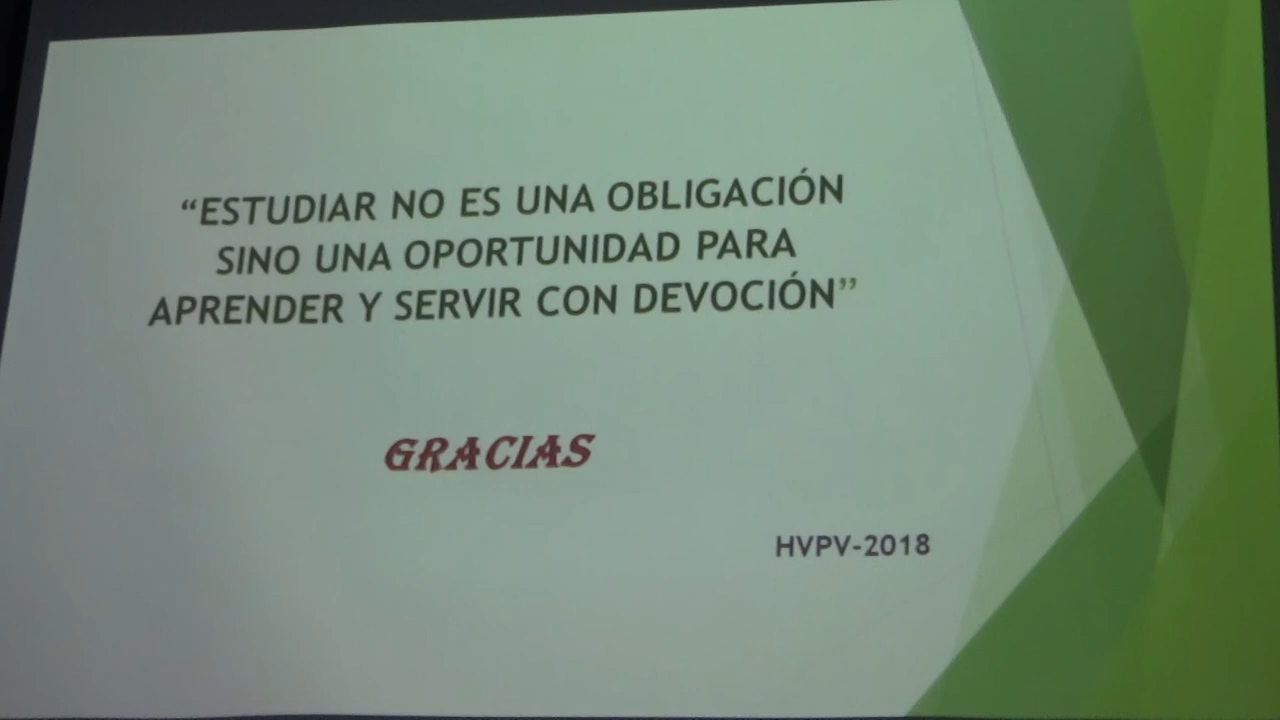 “ESTUDIAR NO ES UNA OBLIGACIÓN
SINO UNA OPORTUNIDAD PARA
APRENDER Y SERVIR CON DEVOCIÓN”
GRACIAS
HVPV-2018